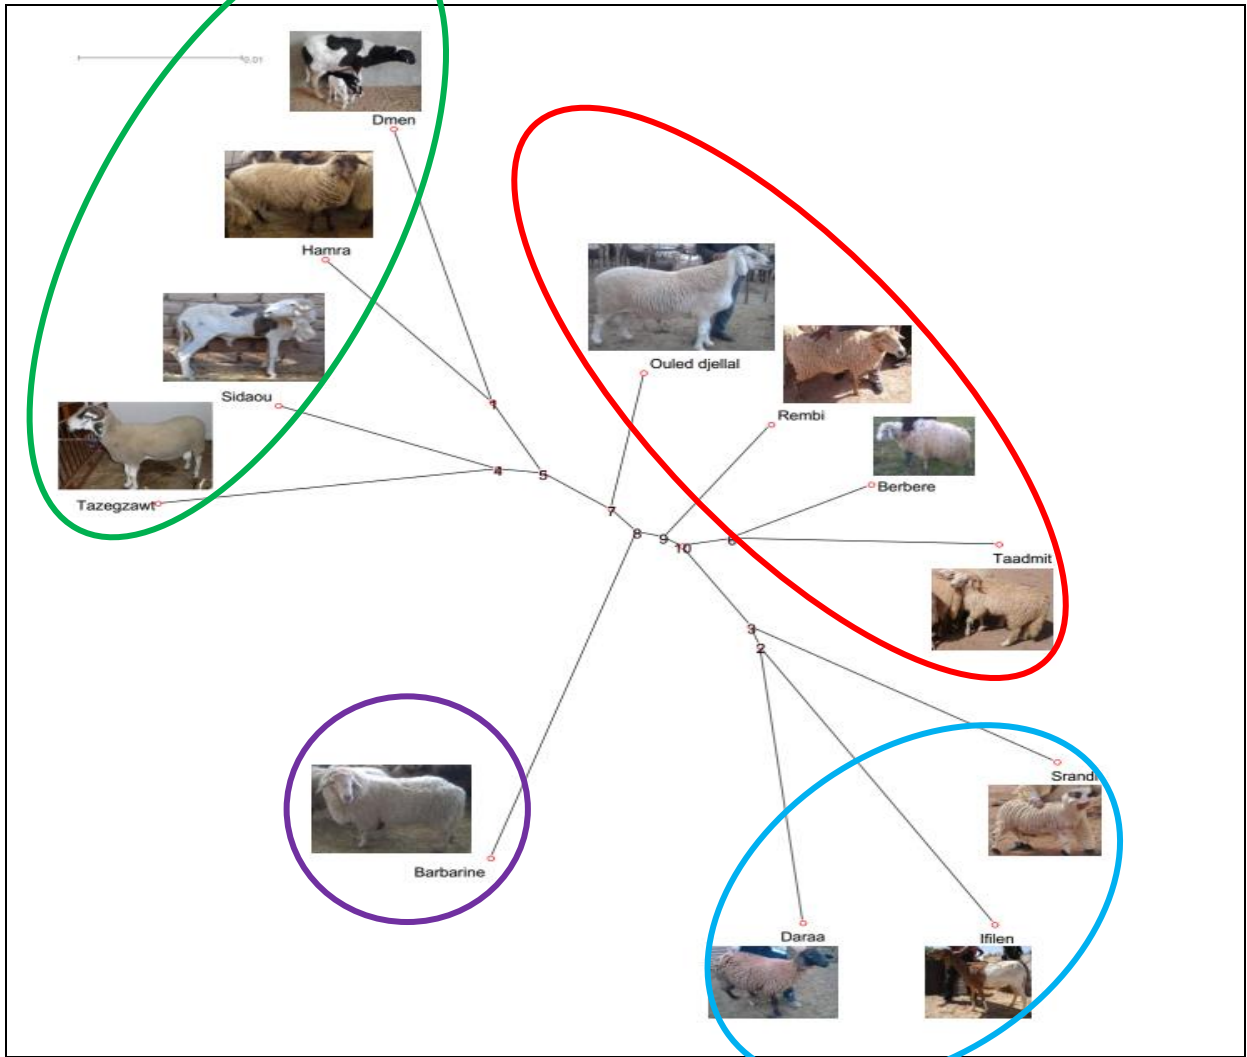 0.01
Dmen
Hamra
Ouled djellal
Sidaou
1
Rembi
4
5
Berbere
Tazegzawt
7
8
9
10
6
Taadmit
3
2
Srandi
Barbarine
Daraa
Ifilen